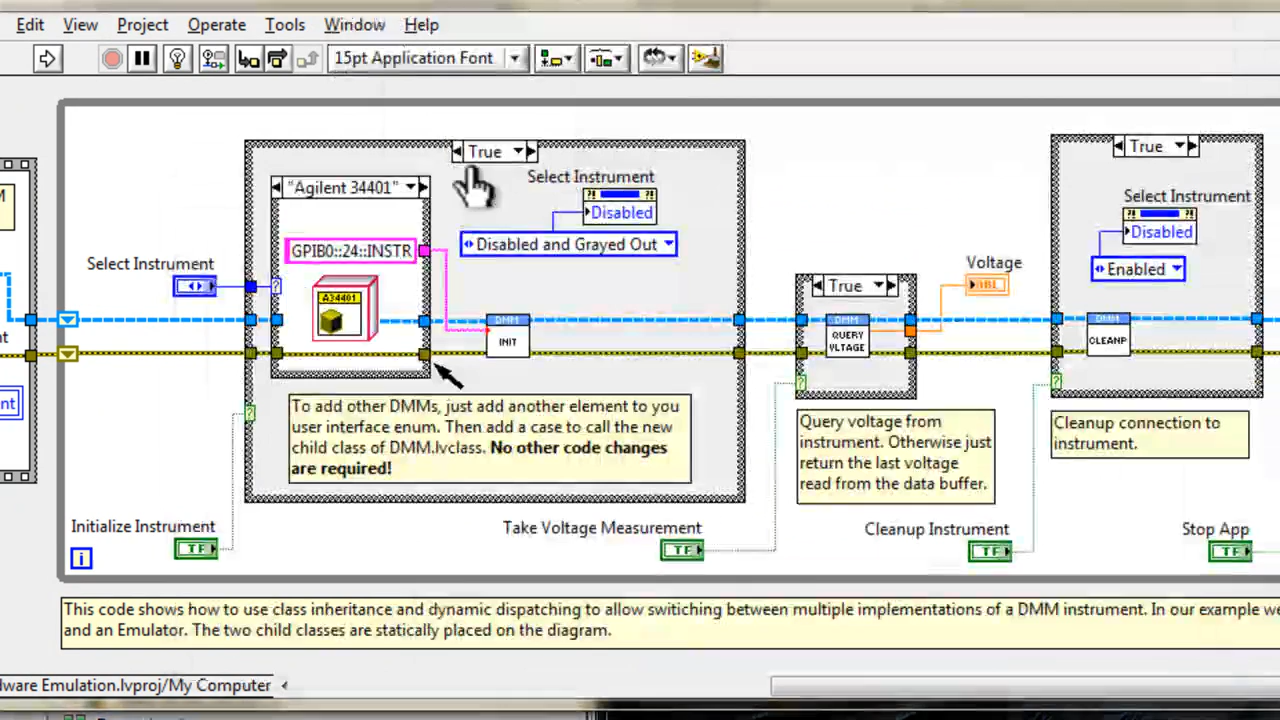 Edit View Project Operate Tools Window Help
15pt Application Font
True
True
Select Instrument
"Agilent 34401"
Select Instrument
Disabled
Disabled
GPIB0::24::INSTR
Disabled and Grayed Out
Select Instrument
Voltage
Enabled
True
A34401
DMM
INIT
DMM
QUERY
VLTAGE
DMM
CLEANP
nt
To add other DMMs, just add another element to you
user interface enum. Then add a case to call the new
child class of DMM.lvclass. No other code changes
are required!
Query voltage from
instrument. Otherwise just
return the last voltage
read from the data buffer.
Cleanup connection to
instrument.
Initialize Instrument
Take Voltage Measurement
Cleanup Instrument
Stop App
TF
TF
TF
TF
i
This code shows how to use class inheritance and dynamic dispatching to allow switching between multiple implementations of a DMM instrument. In our example we
and an Emulator. The two child classes are statically placed on the diagram.
dware Emulation.lvproj/My Computer